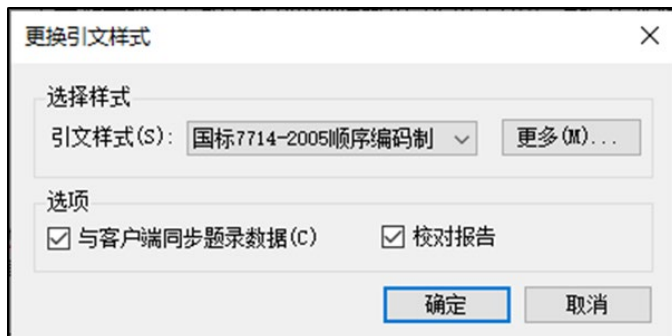 更换引文样式
选择样式
引文样式(S): 国标7714-2005顺序编码制 更多(M)...
选项
与客户端同步题录数据(C) 校对报告
确定 取消